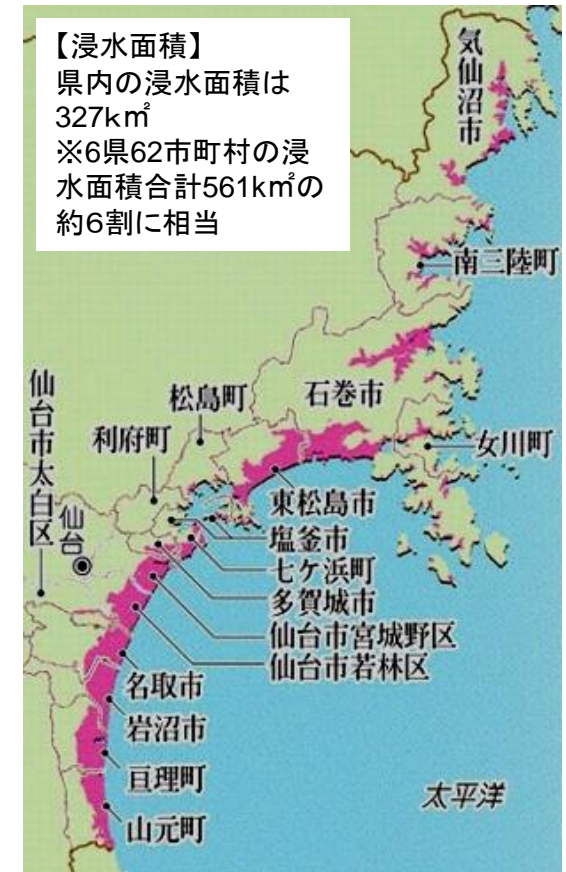 【浸水面積】
県内の浸水面積は
327k㎡
※6県62市町村の浸
水面積合計561k㎡の
約6割に相当
気仙沼市
南三陸町
石巻市
松島町
利府町
女川町
仙台市太白区
仙台
東松島市
塩釜市
七ケ浜町
多賀城市
仙台市宮城野区
仙台市若林区
名取市
岩沼市
亘理町
山元町
太平洋